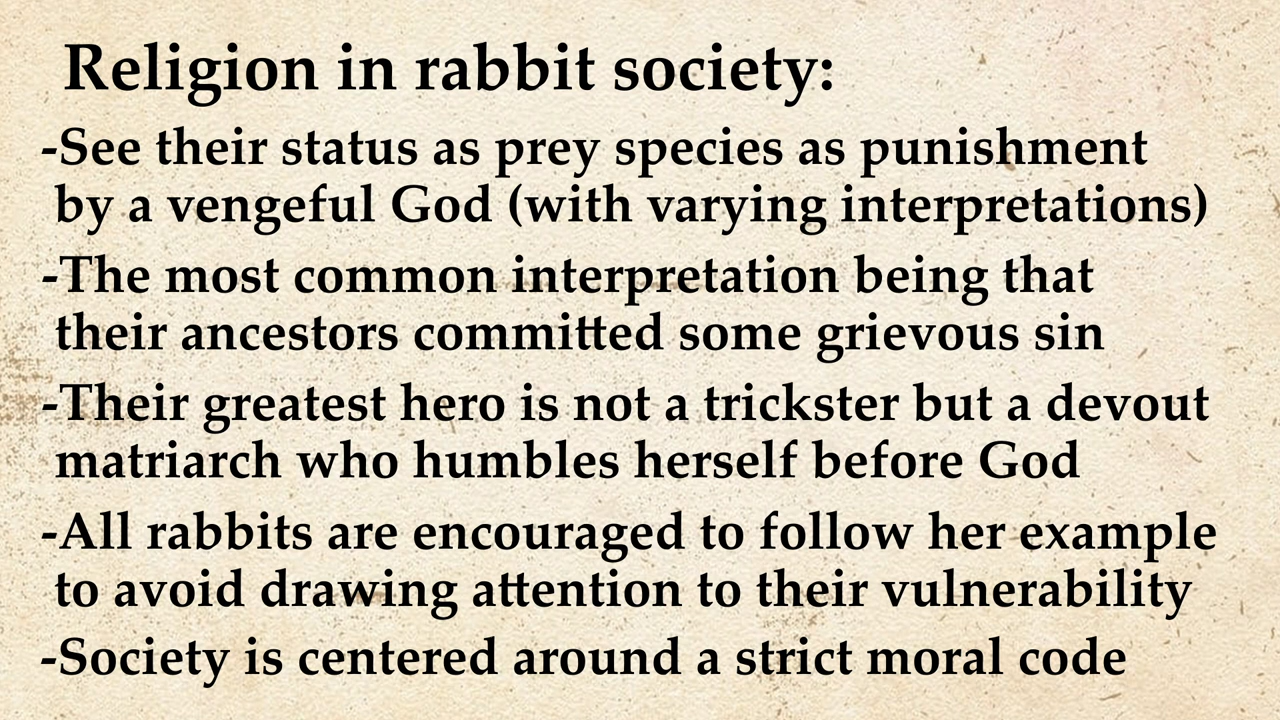 Religion in rabbit society:
-See their status as prey species as punishment
by a vengeful God (with varying interpretations)
-The most common interpretation being that
their ancestors committed some grievous sin
-Their greatest hero is not a trickster but a devout
matriarch who humbles herself before God
-All rabbits are encouraged to follow her example
to avoid drawing attention to their vulnerability
-Society is centered around a strict moral code